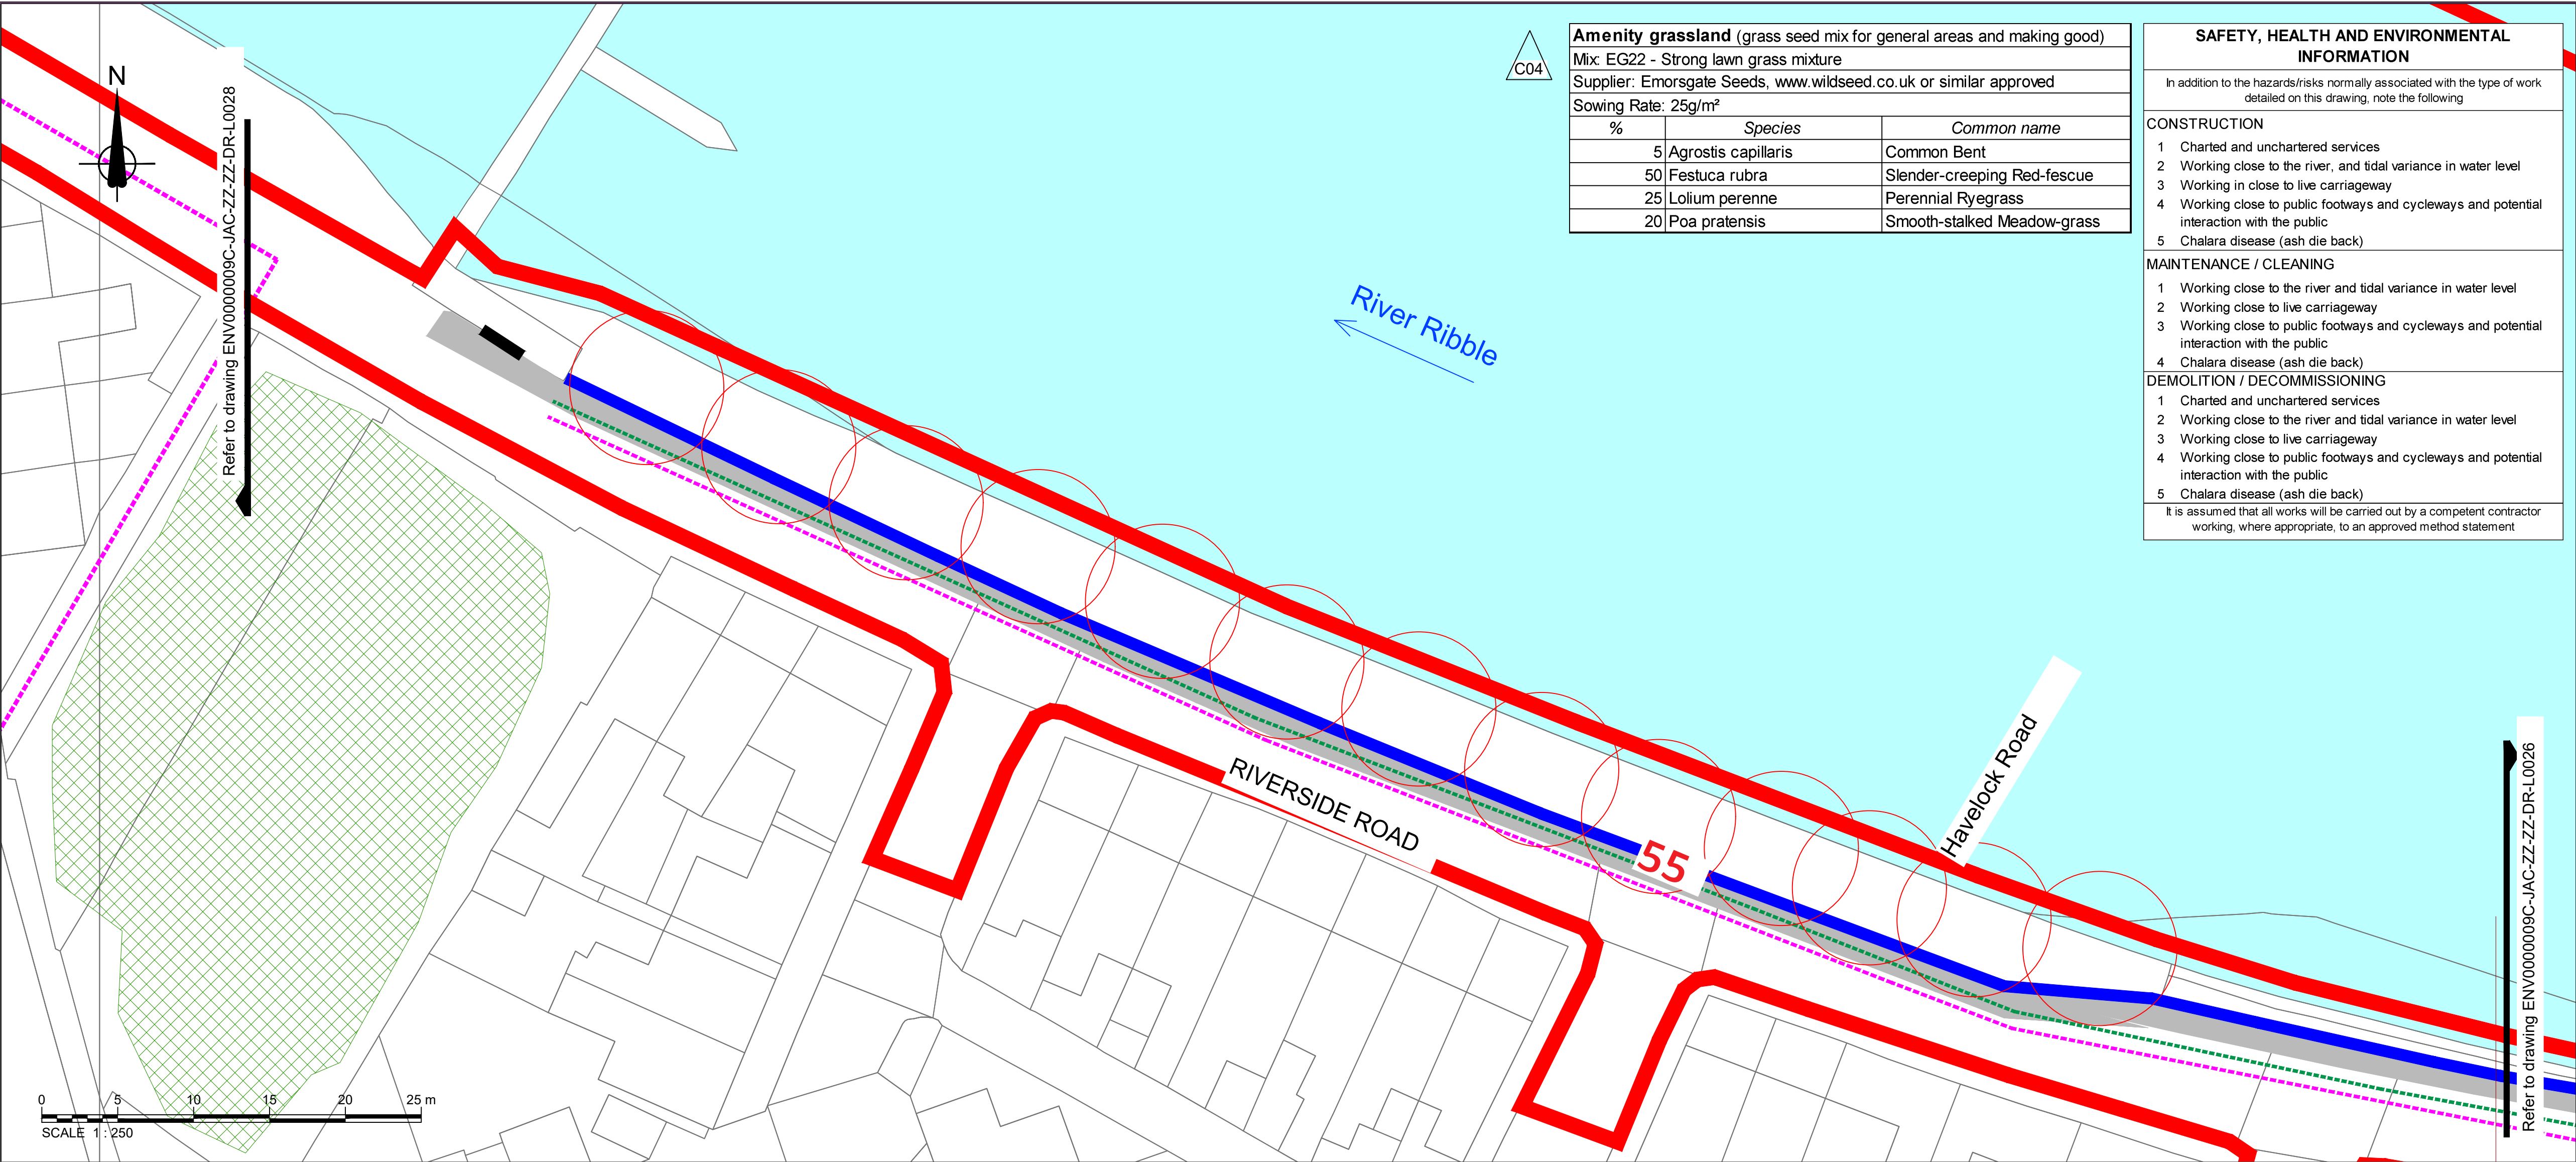 N
Refer to drawing ENV0000009C-JAC-ZZ-ZZ-DR-L0028
C04
Amenity grassland (grass seed mix for general areas and making good)
Mix: EG22 - Strong lawn grass mixture
Supplier: Emorsgate Seeds, www.wildseed.co.uk or similar approved
Sowing Rate: 25g/m²
% Species Common name
5 Agrostis capillaris Common Bent
50 Festuca rubra Slender-creeping Red-fescue
25 Lolium perenne Perennial Ryegrass
20 Poa pratensis Smooth-stalked Meadow-grass
SAFETY, HEALTH AND ENVIRONMENTAL
INFORMATION
In addition to the hazards/risks normally associated with the type of work
detailed on this drawing, note the following
CONSTRUCTION
1 Charted and unchartered services
2 Working close to the river, and tidal variance in water level
3 Working in close to live carriageway
4 Working close to public footways and cycleways and potential
interaction with the public
5 Chalara disease (ash die back)
MAINTENANCE / CLEANING
1 Working close to the river and tidal variance in water level
2 Working close to live carriageway
3 Working close to public footways and cycleways and potential
interaction with the public
4 Chalara disease (ash die back)
DEMOLITION / DECOMMISSIONING
1 Charted and unchartered services
2 Working close to the river and tidal variance in water level
3 Working close to live carriageway
4 Working close to public footways and cycleways and potential
interaction with the public
5 Chalara disease (ash die back)
It is assumed that all works will be carried out by a competent contractor
working, where appropriate, to an approved method statement
River Ribble
RIVERSIDE ROAD
55
Havelock Road
Refer to drawing ENV0000009C-JAC-ZZ-ZZ-DR-L0026
0 5 10 15 20 25 m
SCALE 1 : 250